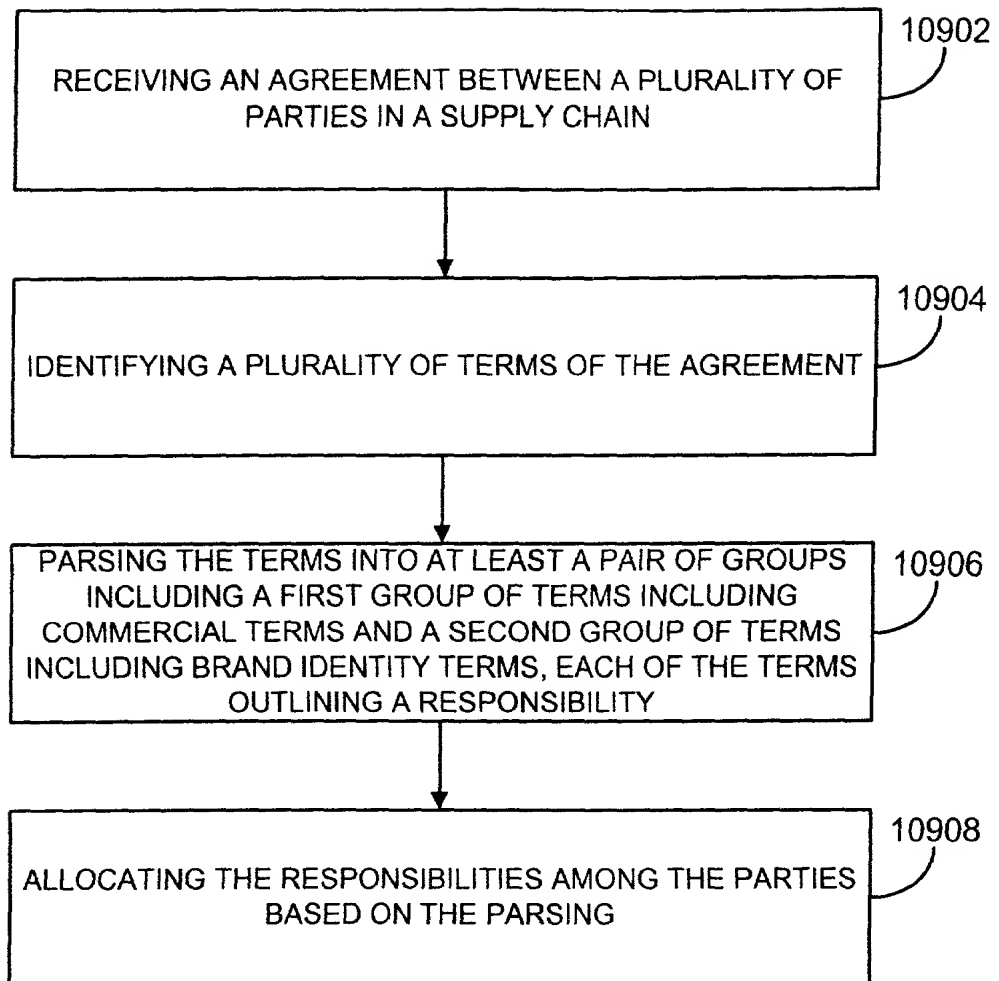 10902
RECEIVING AN AGREEMENT BETWEEN A PLURALITY OF
PARTIES IN A SUPPLY CHAIN
10904
IDENTIFYING A PLURALITY OF TERMS OF THE AGREEMENT
10906
PARSING THE TERMS INTO AT LEAST A PAIR OF GROUPS
INCLUDING A FIRST GROUP OF TERMS INCLUDING
COMMERCIAL TERMS AND A SECOND GROUP OF TERMS
INCLUDING BRAND IDENTITY TERMS, EACH OF THE TERMS
OUTLINING A RESPONSIBILITY
10908
ALLOCATING THE RESPONSIBILITIES AMONG THE PARTIES
BASED ON THE PARSING